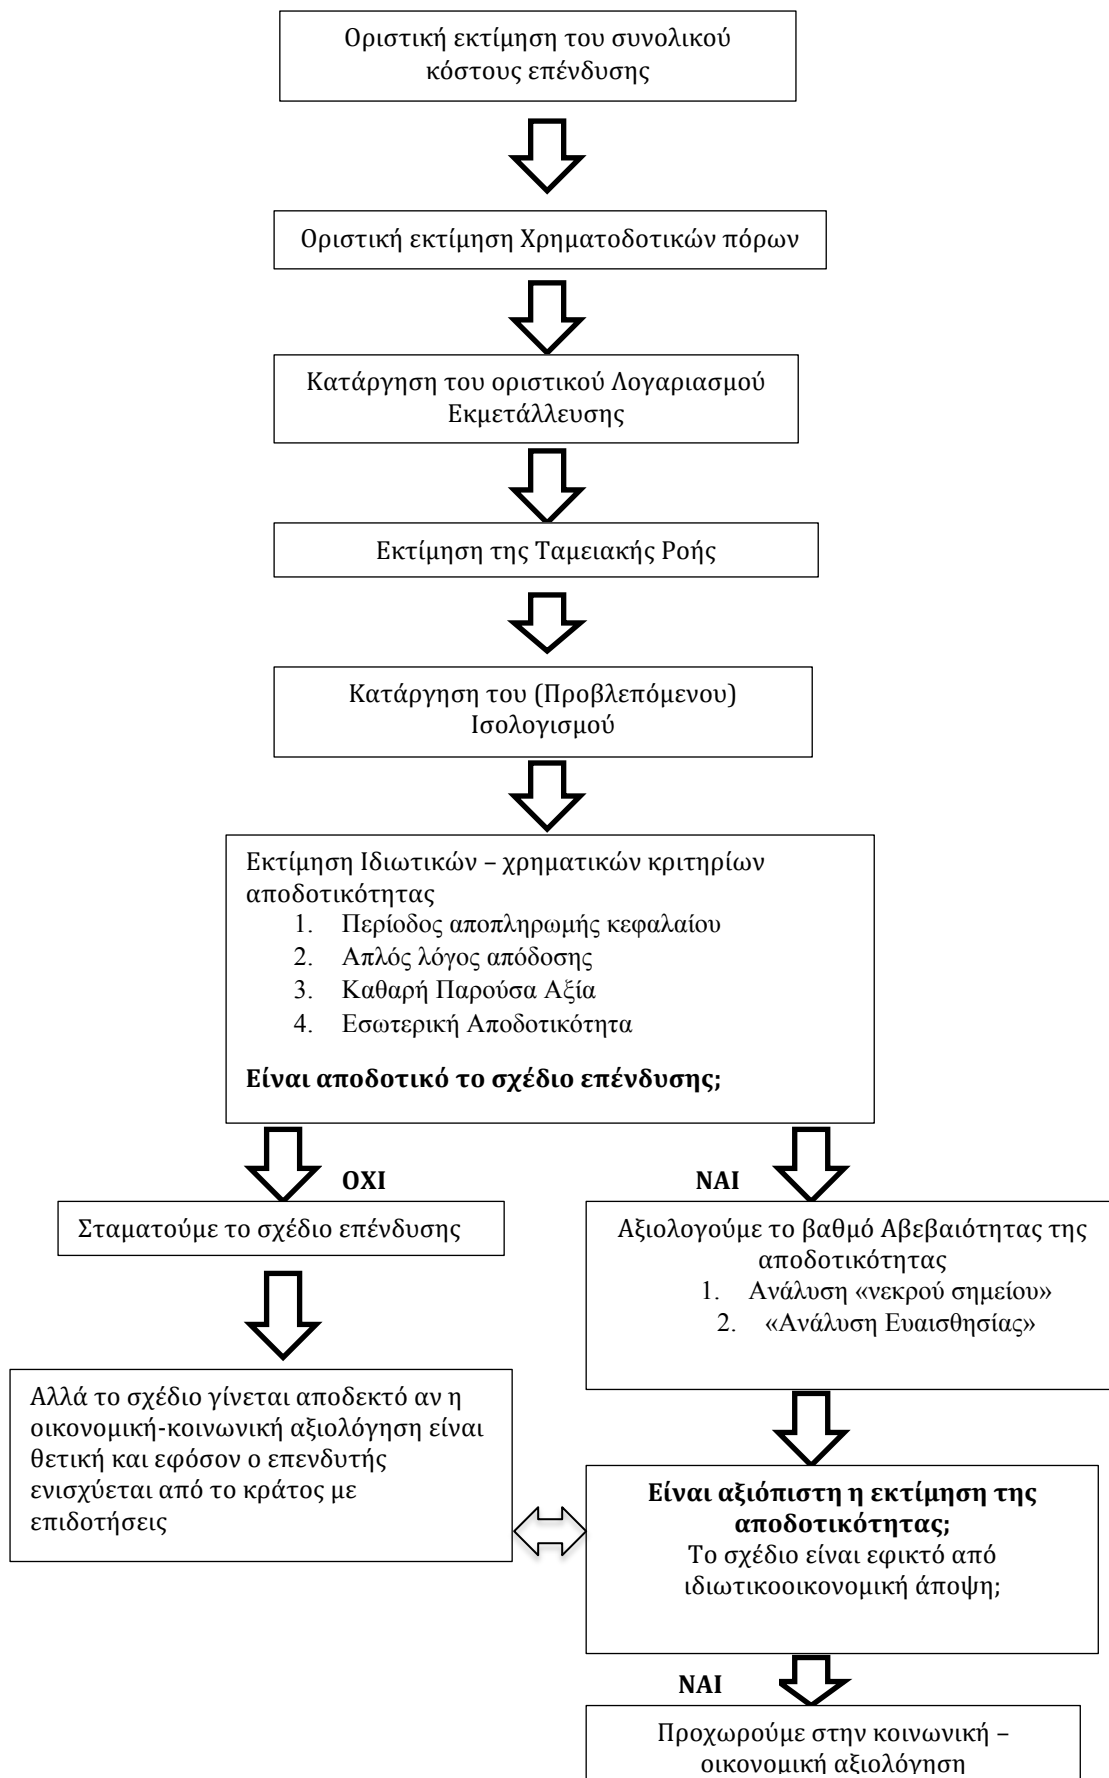 Οριστική εκτίμηση του συνολικού
κόστους επένδυσης
Οριστική εκτίμηση Χρηματοδοτικών πόρων
Κατάργηση του οριστικού Λογαριασμού
Εκμετάλλευσης
Εκτίμηση της Ταμειακής Ροής
Κατάργηση του (Προβλεπόμενου)
Ισολογισμού
Εκτίμηση Ιδιωτικών – χρηματικών κριτηρίων
αποδοτικότητας
1. Περίοδος αποπληρωμής κεφαλαίου
2. Απλός λόγος απόδοσης
3. Καθαρή Παρούσα Αξία
4. Εσωτερική Αποδοτικότητα
Είναι αποδοτικό το σχέδιο επένδυσης;
ΟΧΙ
ΝΑΙ
Σταματούμε το σχέδιο επένδυσης
Αξιολογούμε το βαθμό Αβεβαιότητας της
αποδοτικότητας
1. Ανάλυση «νεκρού σημείου»
2. «Ανάλυση Ευαισθησίας»
Αλλά το σχέδιο γίνεται αποδεκτό αν η
οικονομική-κοινωνική αξιολόγηση είναι
θετική και εφόσον ο επενδυτής
ενισχύεται από το κράτος με
επιδοτήσεις
Είναι αξιόπιστη η εκτίμηση της
αποδοτικότητας;
Το σχέδιο είναι εφικτό από
ιδιωτικοοικονομική άποψη;
ΝΑΙ
Προχωρούμε στην κοινωνική –
οικονομική αξιολόγηση